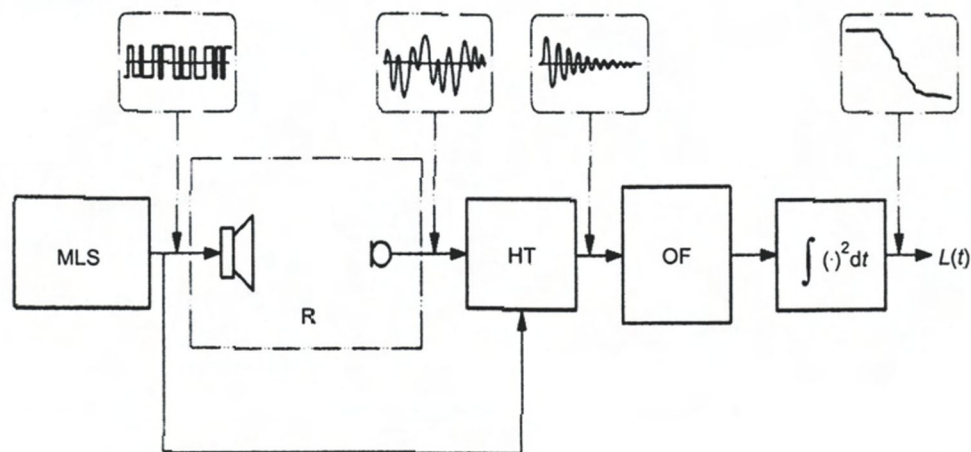 MLS
R
HT
OF
∫ (·)²dt
L(t)